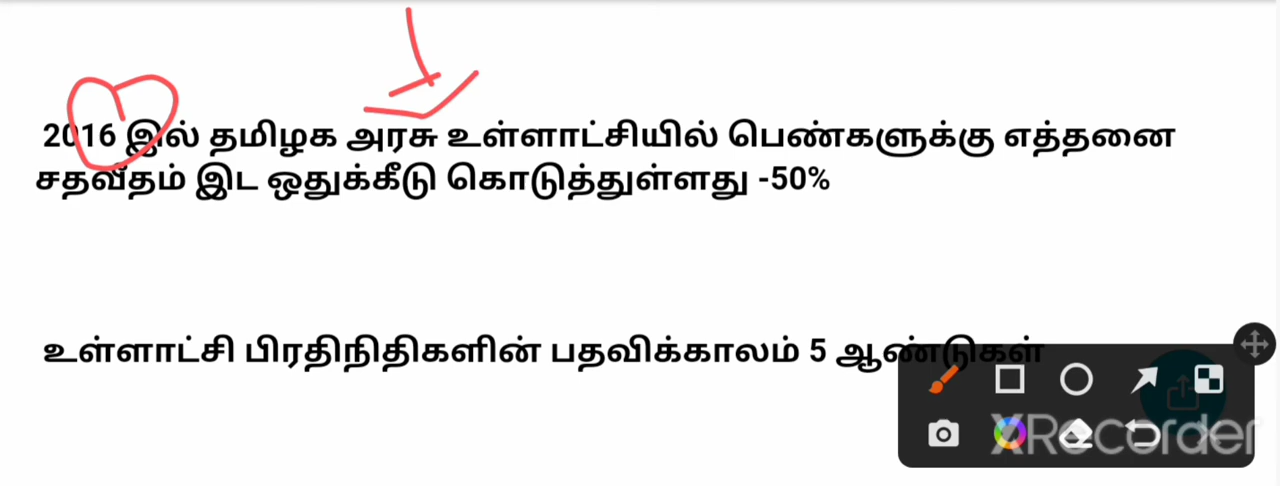 2016 இல் தமிழக அரசு உள்ளாட்சியில் பெண்களுக்கு எத்தனை
சதவீதம் இட ஒதுக்கீடு கொடுத்துள்ளது -50%
உள்ளாட்சி பிரதிநிதிகளின் பதவிக்காலம் 5 ஆண்டுகள்
XRecorder